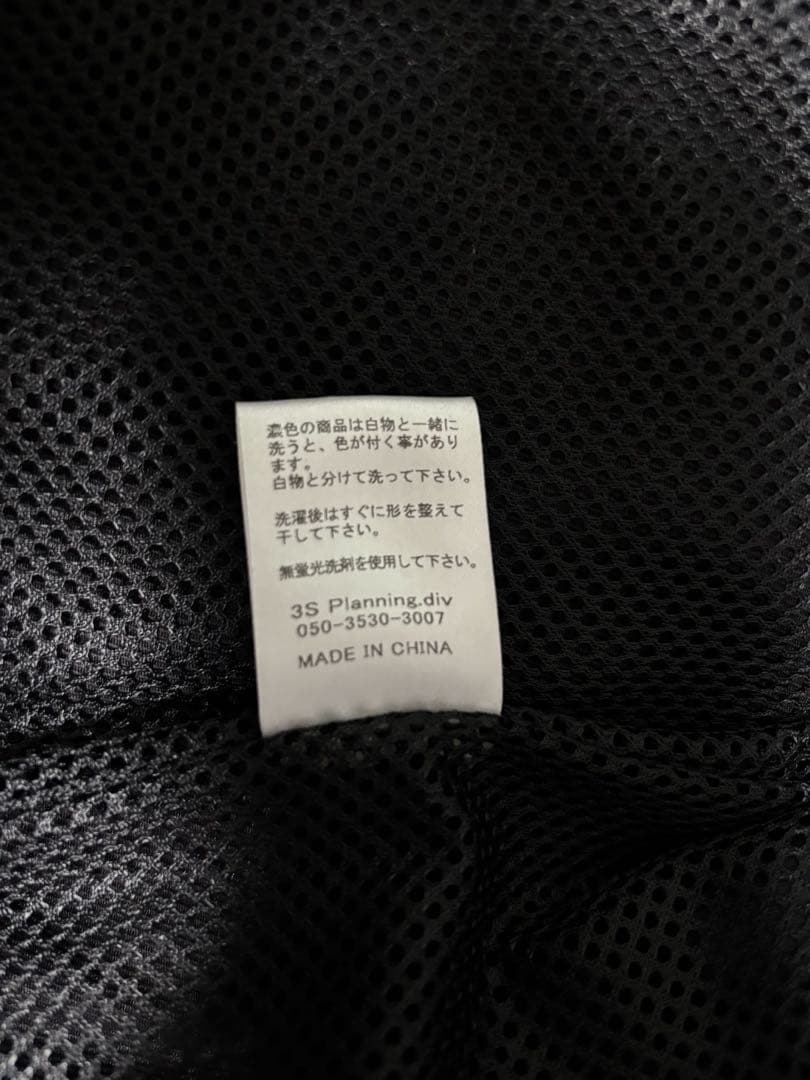 濃色の商品は白物と一緒に
洗うと、色が付く事があり
ます。
白物と分けて洗って下さい。
洗濯後はすぐに形を整えて
干して下さい。
無蛍光洗剤を使用して下さい。
3S Planning.div
050-3530-3007
MADE IN CHINA